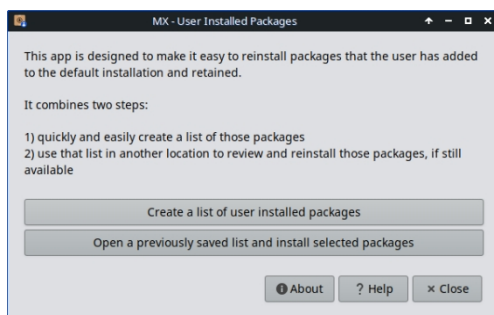 MX - User Installed Packages
This app is designed to make it easy to reinstall packages that the user has added
to the default installation and retained.
It combines two steps:
1) quickly and easily create a list of those packages
2) use that list in another location to review and reinstall those packages, if still
available
Create a list of user installed packages
Open a previously saved list and install selected packages
About ? Help × Close